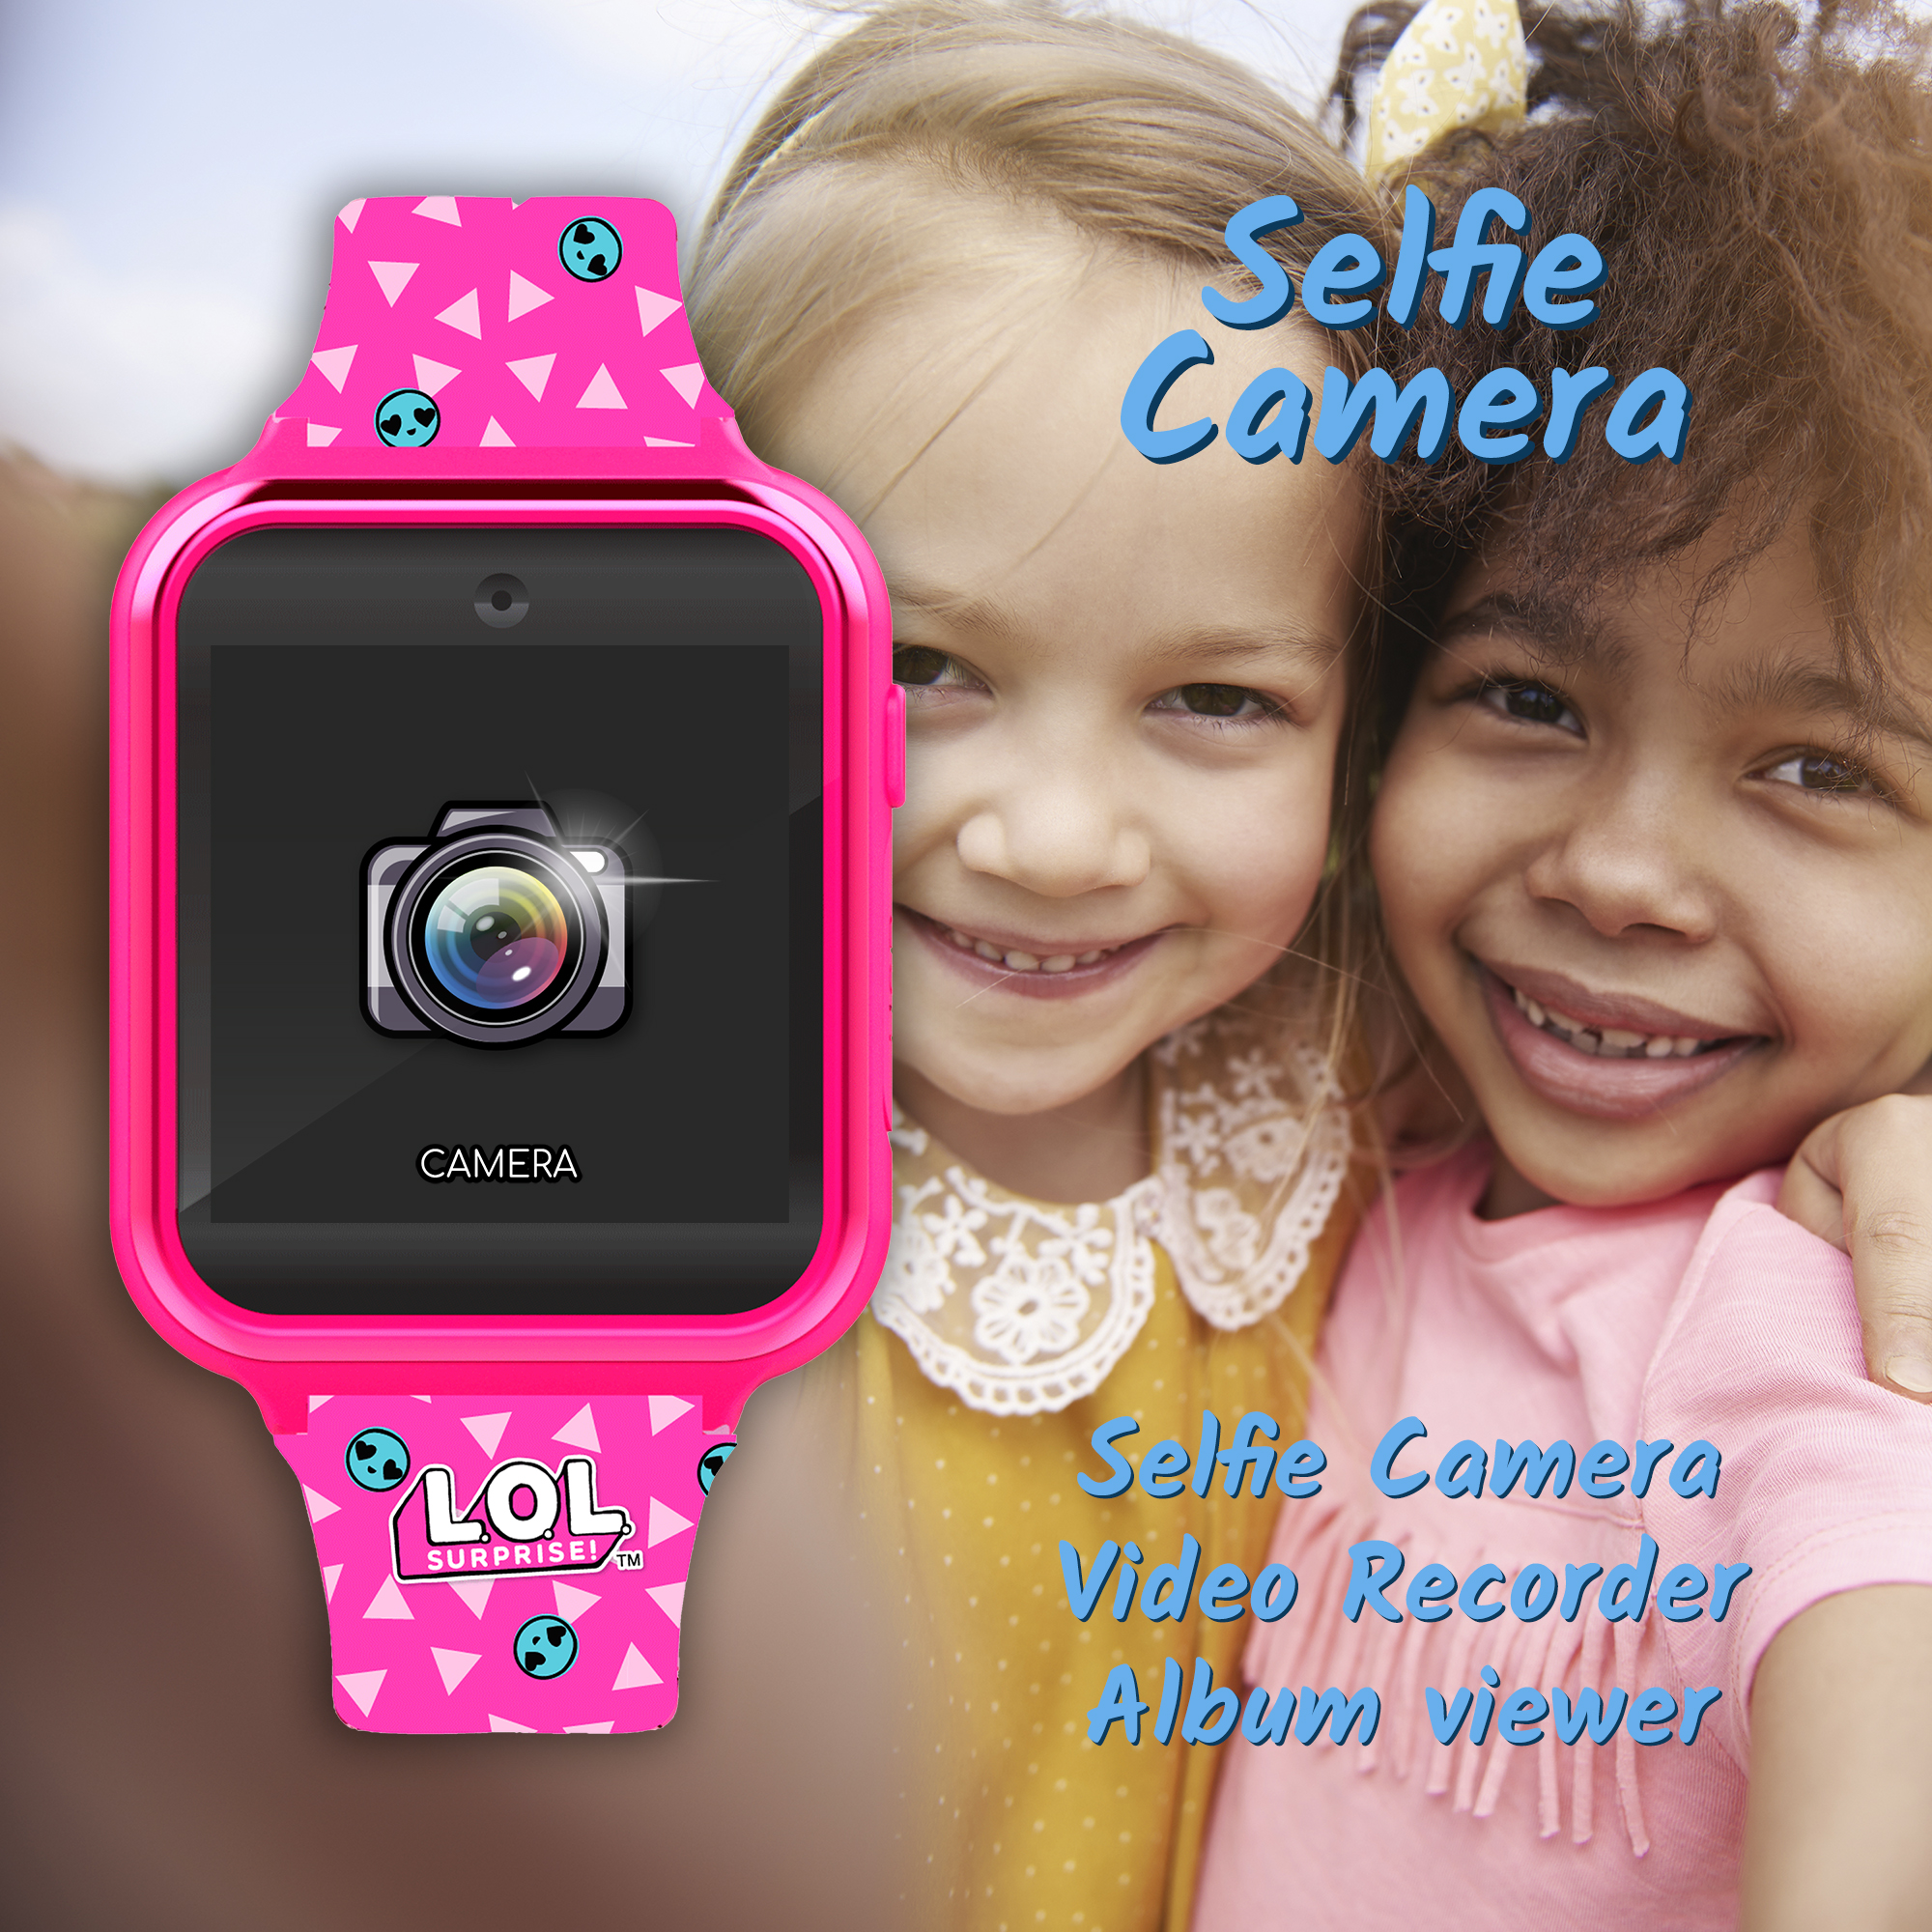 Selfie
Camera
CAMERA
L.O.L.
SURPRISE! TM
Selfie Camera
Video Recorder
Album viewer